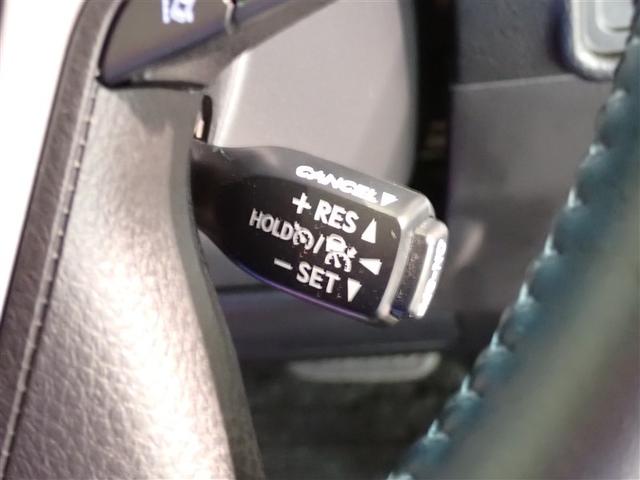 CANCEL
+ RES
HOLD /
- SET